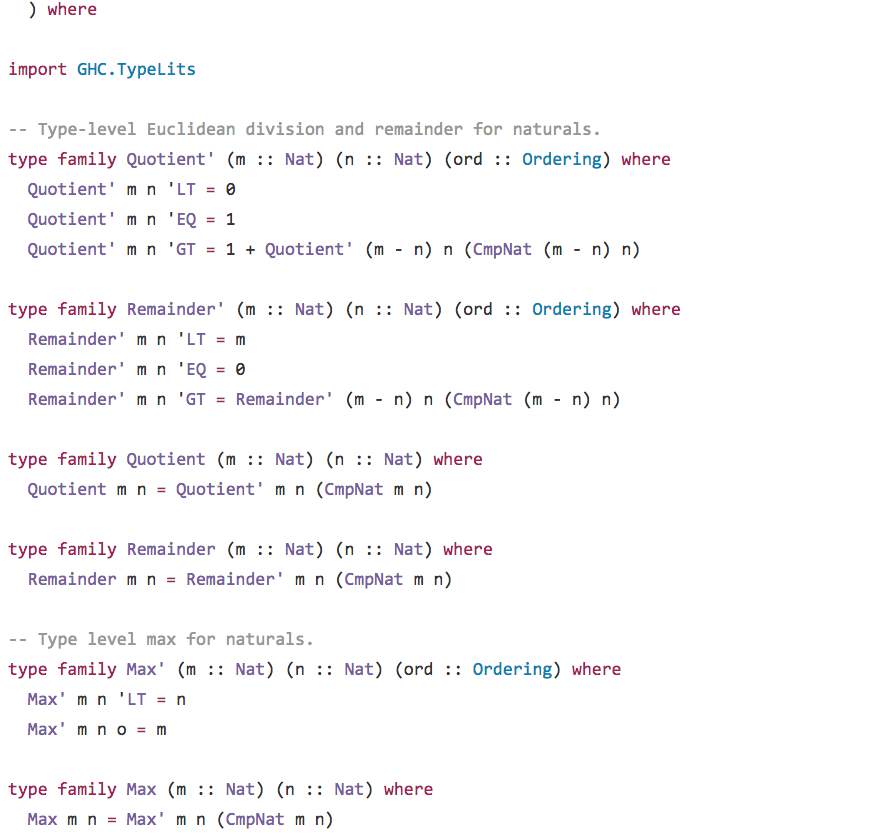 ) where
import GHC.TypeLits
-- Type-level Euclidean division and remainder for naturals.
type family Quotient' (m :: Nat) (n :: Nat) (ord :: Ordering) where
  Quotient' m n 'LT = 0
  Quotient' m n 'EQ = 1
  Quotient' m n 'GT = 1 + Quotient' (m - n) n (CmpNat (m - n) n)
type family Remainder' (m :: Nat) (n :: Nat) (ord :: Ordering) where
  Remainder' m n 'LT = m
  Remainder' m n 'EQ = 0
  Remainder' m n 'GT = Remainder' (m - n) n (CmpNat (m - n) n)
type family Quotient (m :: Nat) (n :: Nat) where
  Quotient m n = Quotient' m n (CmpNat m n)
type family Remainder (m :: Nat) (n :: Nat) where
  Remainder m n = Remainder' m n (CmpNat m n)
-- Type level max for naturals.
type family Max' (m :: Nat) (n :: Nat) (ord :: Ordering) where
  Max' m n 'LT = n
  Max' m n o = m
type family Max (m :: Nat) (n :: Nat) where
  Max m n = Max' m n (CmpNat m n)